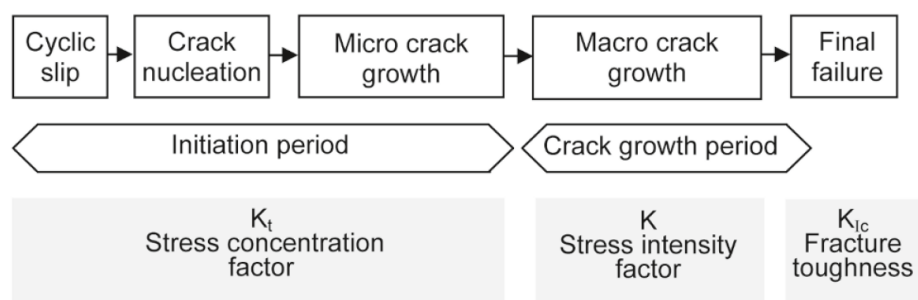 Cyclic
slip
Crack
nucleation
Micro crack
growth
Macro crack
growth
Final
failure
Initiation period
Crack growth period
Kt
Stress concentration
factor
K
Stress intensity
factor
KIc
Fracture
toughness